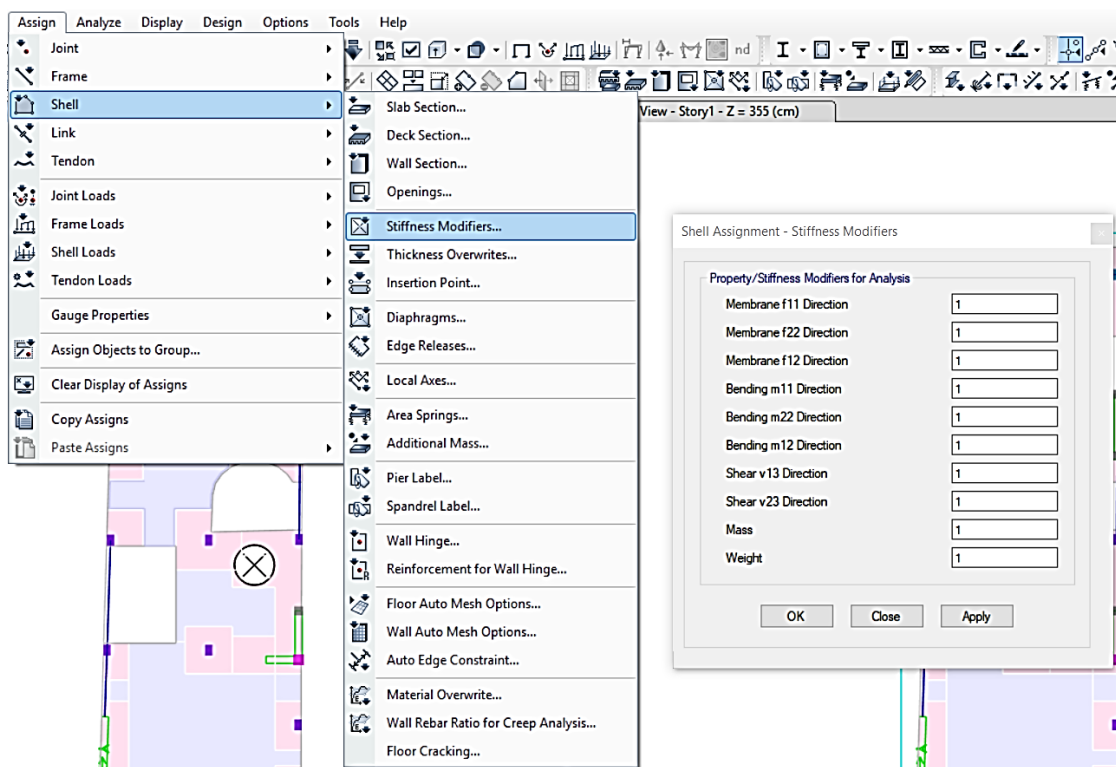 Assign Analyze Display Design Options Tools Help
Joint
Frame
Shell
Link
Tendon
Joint Loads
Frame Loads
Shell Loads
Tendon Loads
Gauge Properties
Assign Objects to Group...
Clear Display of Assigns
Copy Assigns
Paste Assigns
nd
Slab Section...
Deck Section...
Wall Section...
Openings...
Stiffness Modifiers...
Thickness Overwrites...
Insertion Point...
Diaphragms...
Edge Releases...
Local Axes...
Area Springs...
Additional Mass...
Pier Label...
Spandrel Label...
Wall Hinge...
Reinforcement for Wall Hinge...
Floor Auto Mesh Options...
Wall Auto Mesh Options...
Auto Edge Constraint...
Material Overwrite...
Wall Rebar Ratio for Creep Analysis...
Floor Cracking...
View - Story1 - Z = 355 (cm)
Shell Assignment - Stiffness Modifiers
Property/Stiffness Modifiers for Analysis
Membrane f11 Direction 1
Membrane f22 Direction 1
Membrane f12 Direction 1
Bending m11 Direction 1
Bending m22 Direction 1
Bending m12 Direction 1
Shear v13 Direction 1
Shear v23 Direction 1
Mass 1
Weight 1
OK Close Apply